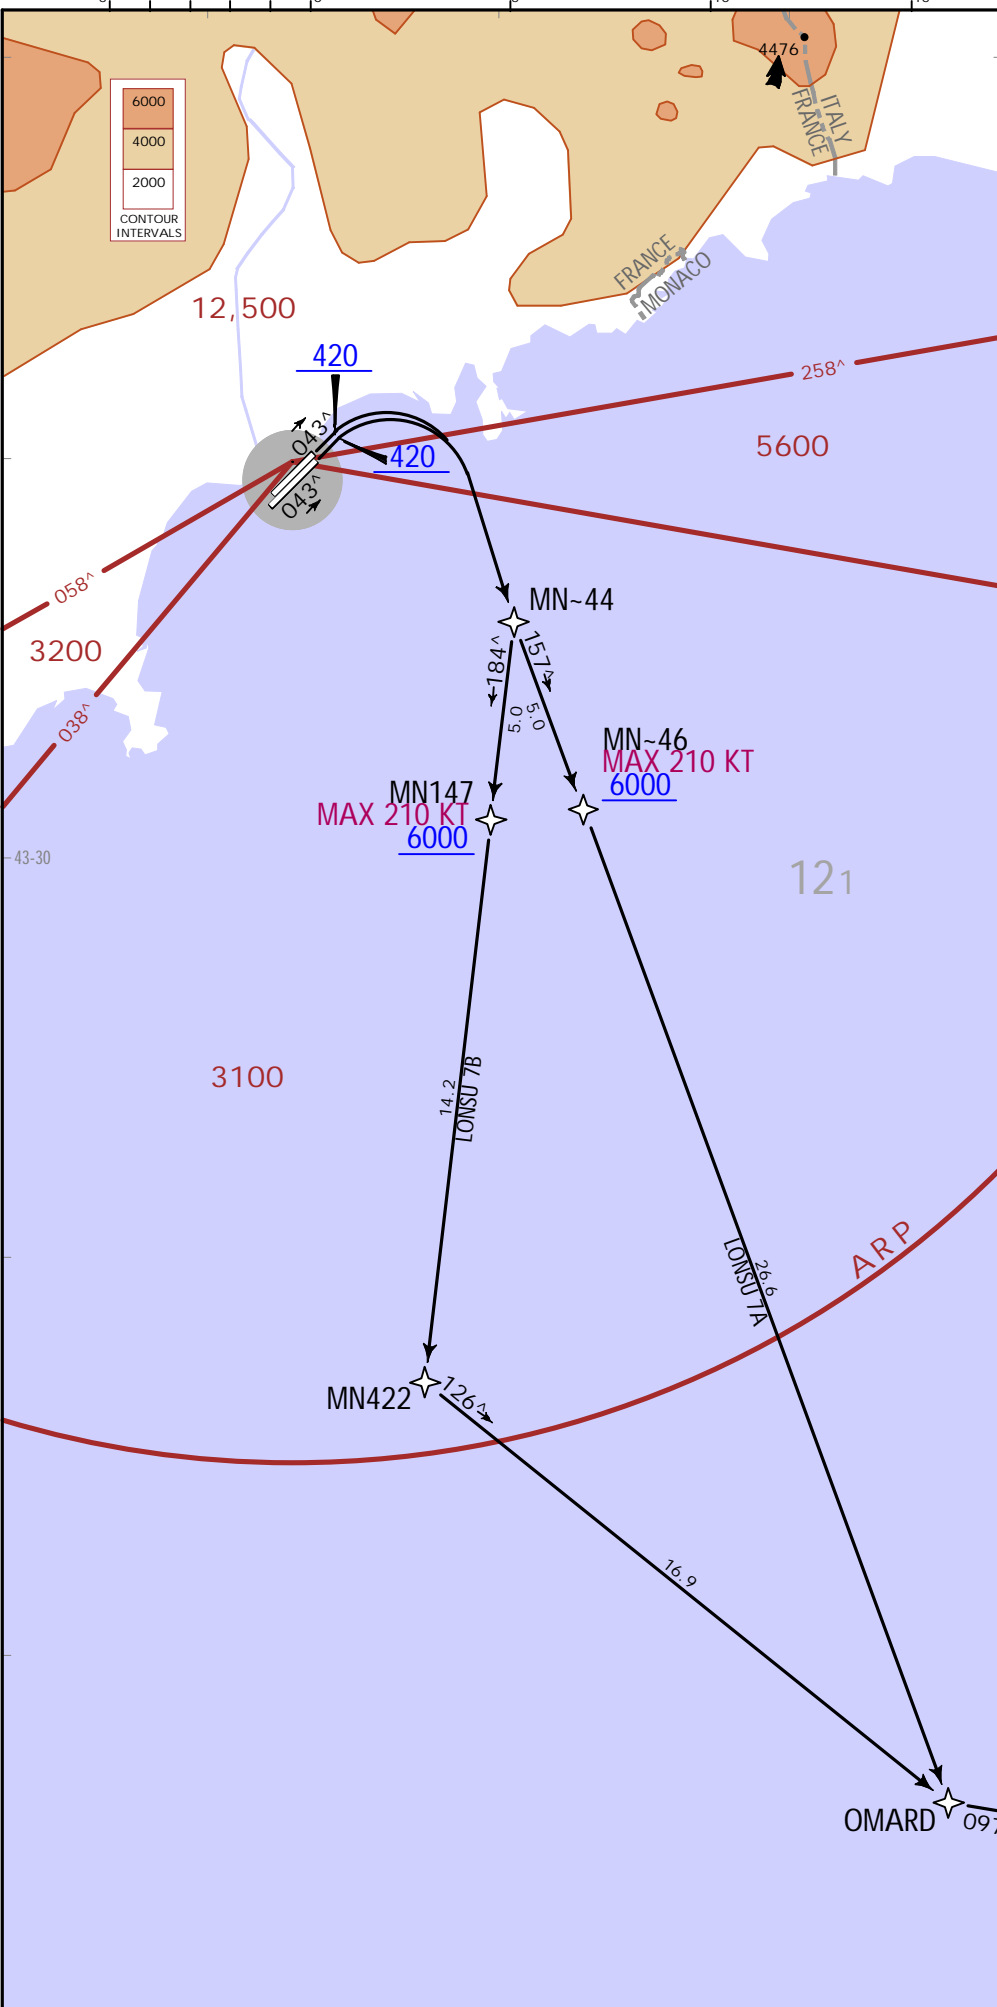 4476
ITALY
FRANCE
6000
4000
2000
CONTOUR
INTERVALS
FRANCE
MONACO
12,500
420
258^
043^
5600
420
043^
058^
MN~44
3200
184^
157^
038^
5.0
5.0
MN~46
MAX 210 KT
6000
MN147
MAX 210 KT
6000
43-30
121
3100
14.2
LONSU 7B
ARP
26.6
LONSU 7A
MN422
126^
16.9
OMARD
097